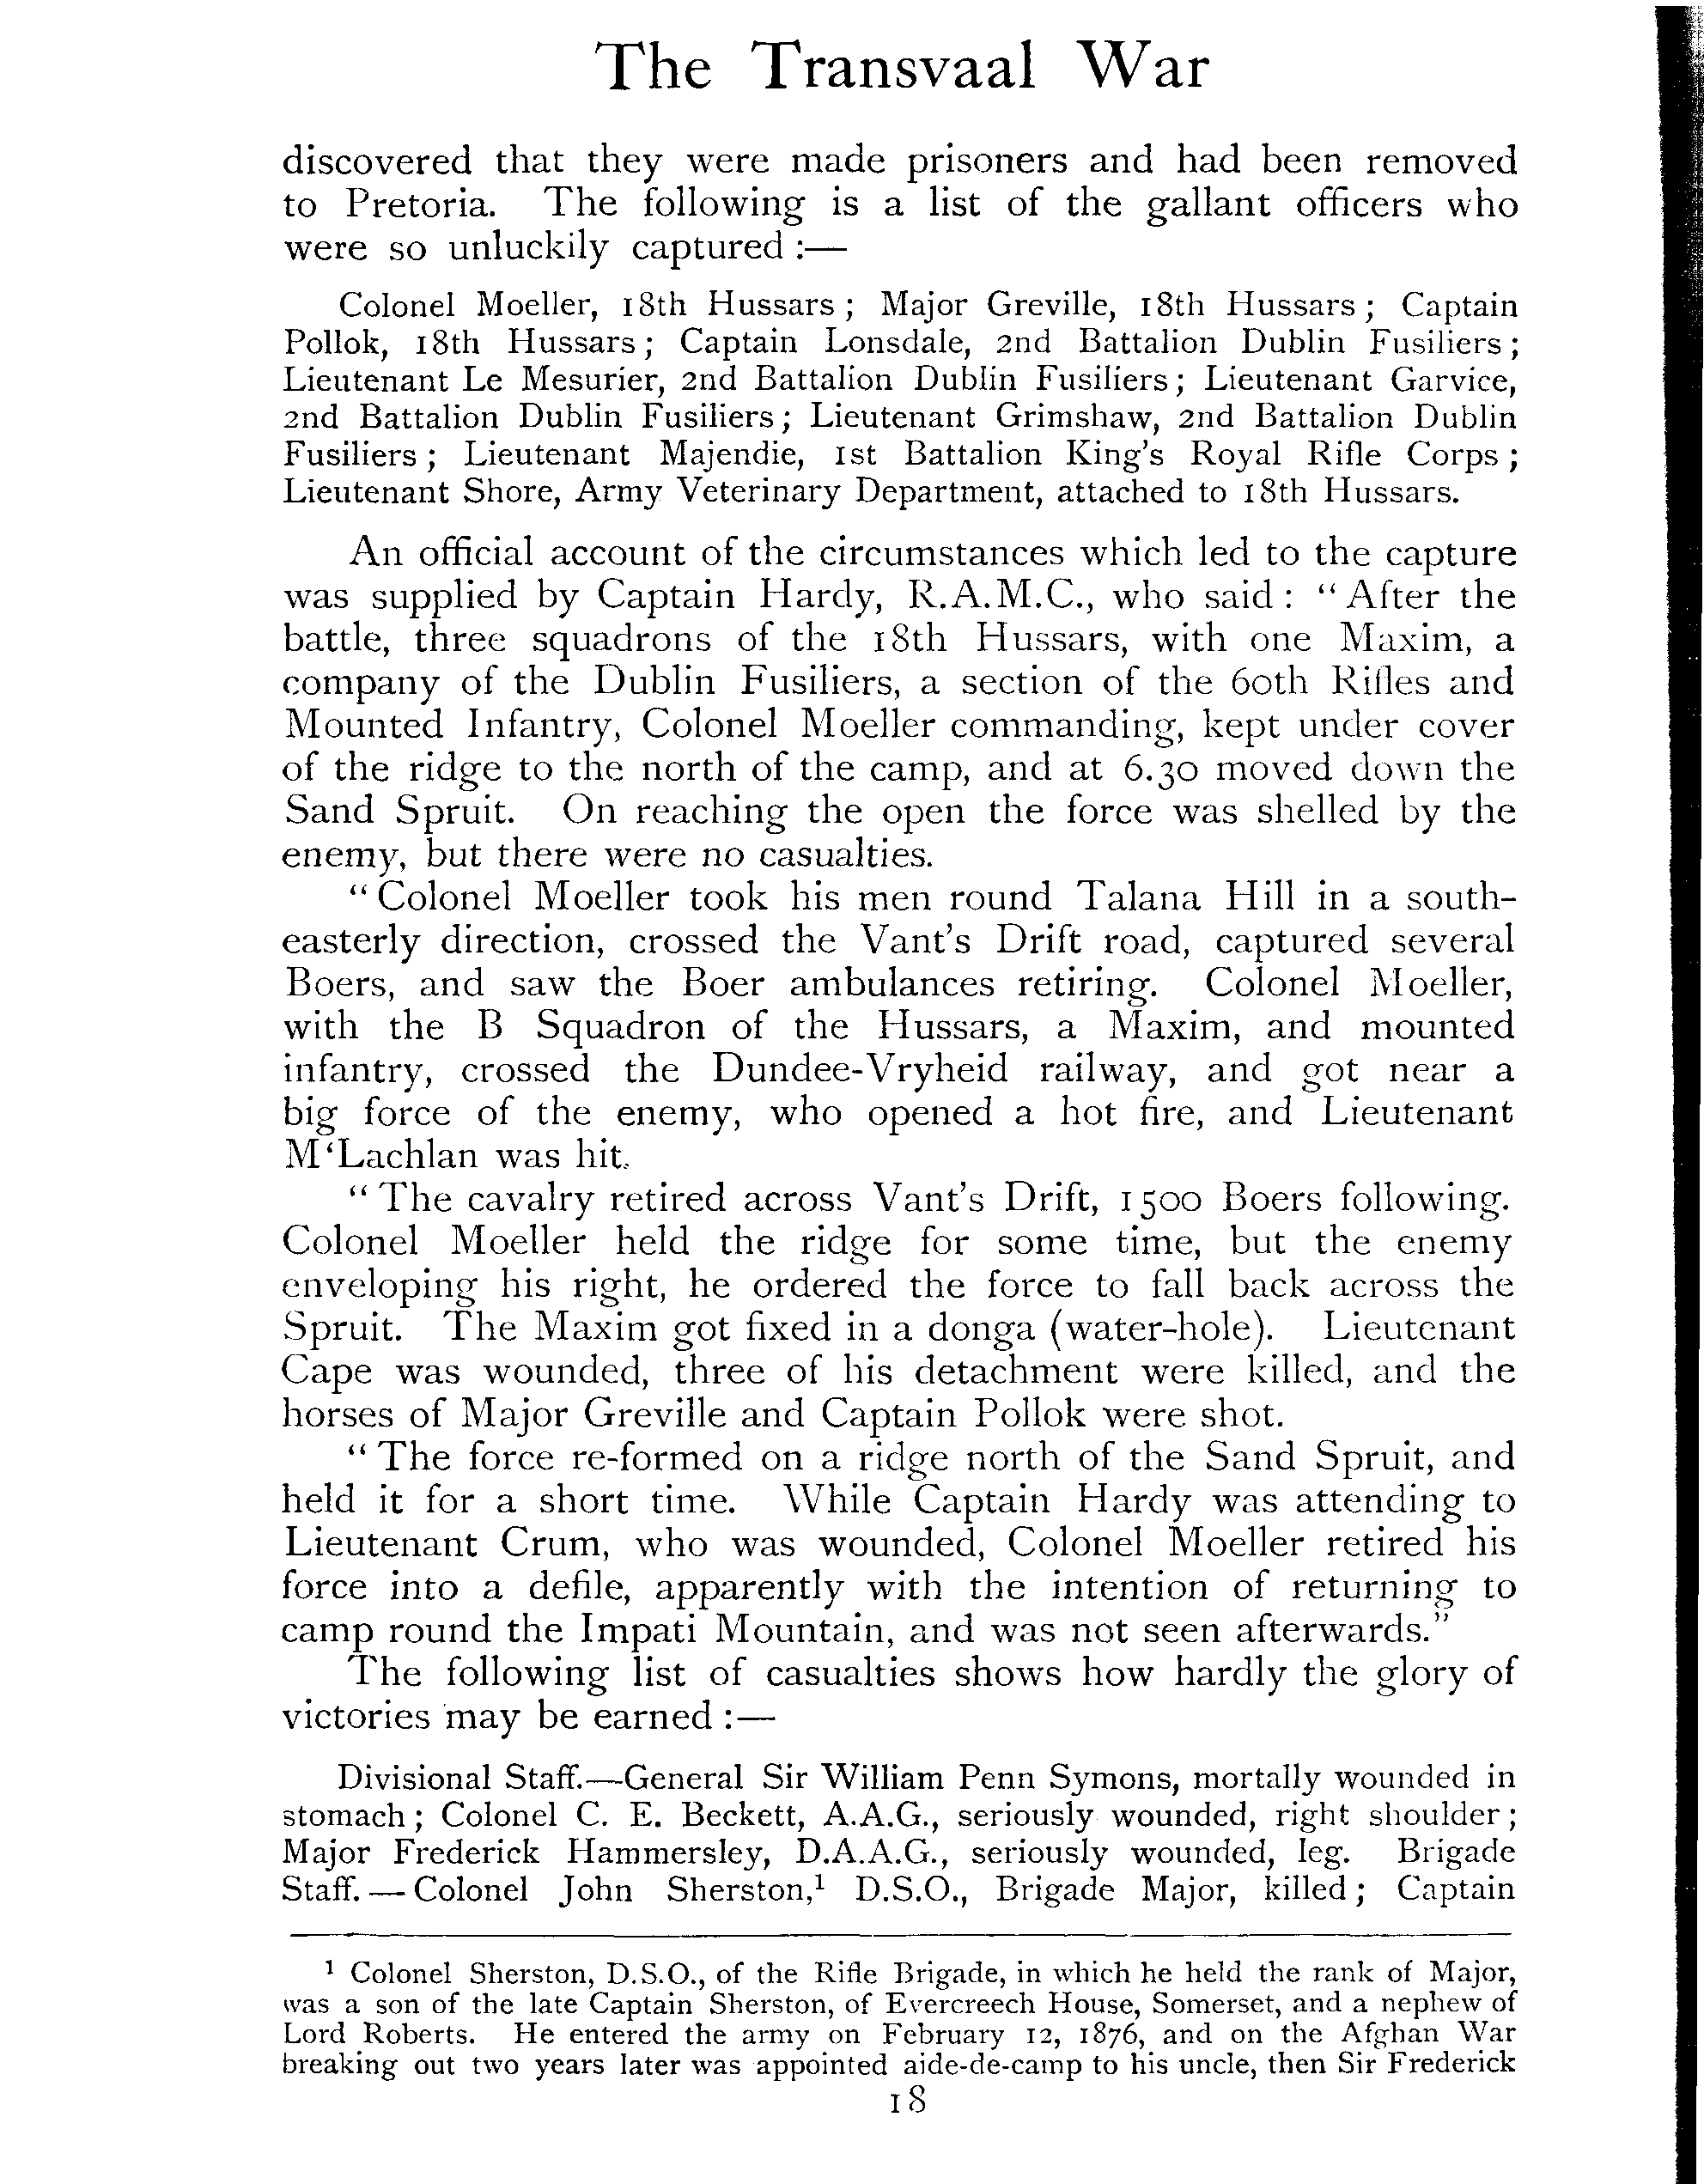 The Transvaal War
discovered that they were made prisoners and had been removed
to Pretoria. The following is a list of the gallant officers who
were so unluckily captured :—
Colonel Moeller, 18th Hussars ; Major Greville, 18th Hussars ; Captain
Pollok, 18th Hussars ; Captain Lonsdale, 2nd Battalion Dublin Fusiliers ;
Lieutenant Le Mesurier, 2nd Battalion Dublin Fusiliers ; Lieutenant Garvice,
2nd Battalion Dublin Fusiliers ; Lieutenant Grimshaw, 2nd Battalion Dublin
Fusiliers ; Lieutenant Majendie, 1st Battalion King's Royal Rifle Corps ;
Lieutenant Shore, Army Veterinary Department, attached to 18th Hussars.
An official account of the circumstances which led to the capture
was supplied by Captain Hardy, R.A.M.C., who said : “ After the
battle, three squadrons of the 18th Hussars, with one Maxim, a
company of the Dublin Fusiliers, a section of the 60th Rifles and
Mounted Infantry, Colonel Moeller commanding, kept under cover
of the ridge to the north of the camp, and at 6.30 moved down the
Sand Spruit. On reaching the open the force was shelled by the
enemy, but there were no casualties.
“ Colonel Moeller took his men round Talana Hill in a south-
easterly direction, crossed the Vant's Drift road, captured several
Boers, and saw the Boer ambulances retiring. Colonel Moeller,
with the B Squadron of the Hussars, a Maxim, and mounted
infantry, crossed the Dundee-Vryheid railway, and got near a
big force of the enemy, who opened a hot fire, and Lieutenant
M‘Lachlan was hit.
“ The cavalry retired across Vant's Drift, 1500 Boers following.
Colonel Moeller held the ridge for some time, but the enemy
enveloping his right, he ordered the force to fall back across the
Spruit. The Maxim got fixed in a donga (water-hole). Lieutenant
Cape was wounded, three of his detachment were killed, and the
horses of Major Greville and Captain Pollok were shot.
“ The force re-formed on a ridge north of the Sand Spruit, and
held it for a short time. While Captain Hardy was attending to
Lieutenant Crum, who was wounded, Colonel Moeller retired his
force into a defile, apparently with the intention of returning to
camp round the Impati Mountain, and was not seen afterwards.”
The following list of casualties shows how hardly the glory of
victories may be earned :—
Divisional Staff.—General Sir William Penn Symons, mortally wounded in
stomach ; Colonel C. E. Beckett, A.A.G., seriously wounded, right shoulder ;
Major Frederick Hammersley, D.A.A.G., seriously wounded, leg. Brigade
Staff. — Colonel John Sherston,¹ D.S.O., Brigade Major, killed ; Captain
¹ Colonel Sherston, D.S.O., of the Rifle Brigade, in which he held the rank of Major,
was a son of the late Captain Sherston, of Evercreech House, Somerset, and a nephew of
Lord Roberts. He entered the army on February 12, 1876, and on the Afghan War
breaking out two years later was appointed aide-de-camp to his uncle, then Sir Frederick
18